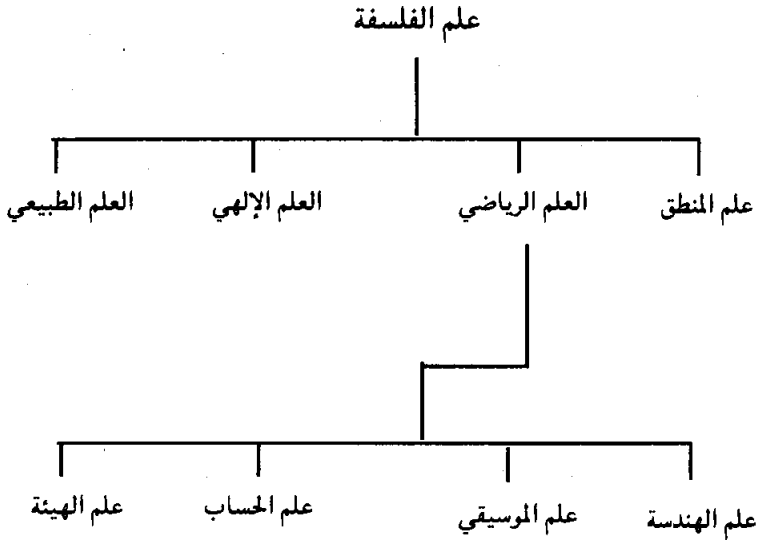 علم الفلسفة
علم المنطق العلم الرياضي العلم الإلهي العلم الطبيعي
علم الهندسة علم الموسيقي علم الحساب علم الهيئة